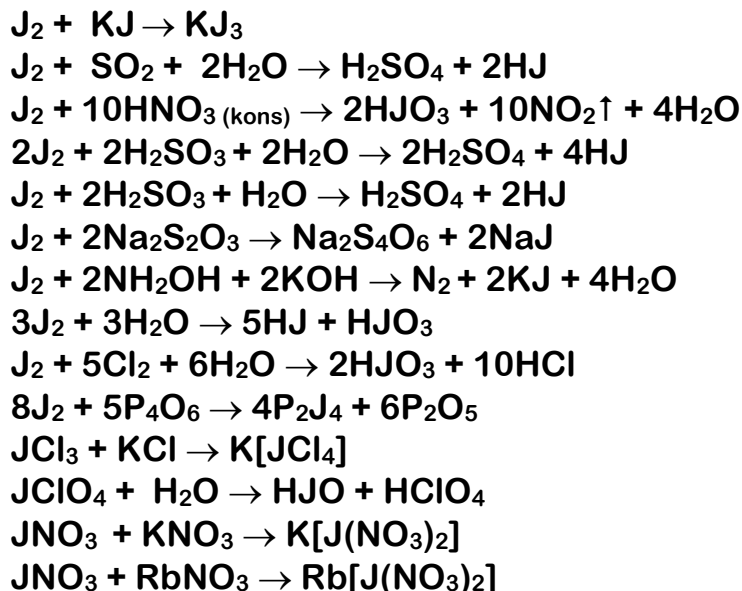 J₂ + KJ → KJ₃
J₂ + SO₂ + 2H₂O → H₂SO₄ + 2HJ
J₂ + 10HNO₃ (kons) → 2HJO₃ + 10NO₂↑ + 4H₂O
2J₂ + 2H₂SO₃ + 2H₂O → 2H₂SO₄ + 4HJ
J₂ + 2H₂SO₃ + H₂O → H₂SO₄ + 2HJ
J₂ + 2Na₂S₂O₃ → Na₂S₄O₆ + 2NaJ
J₂ + 2NH₂OH + 2KOH → N₂ + 2KJ + 4H₂O
3J₂ + 3H₂O → 5HJ + HJO₃
J₂ + 5Cl₂ + 6H₂O → 2HJO₃ + 10HCl
8J₂ + 5P₄O₆ → 4P₂J₄ + 6P₂O₅
JCl₃ + KCl → K[JCl₄]
JClO₄ + H₂O → HJO + HClO₄
JNO₃ + KNO₃ → K[J(NO₃)₂]
JNO₃ + RbNO₃ → Rb[J(NO₃)₂]